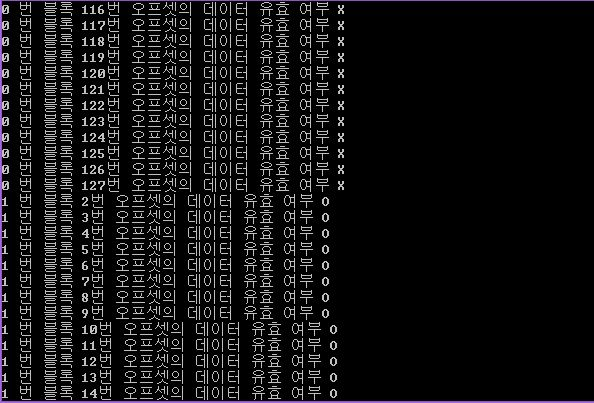 0 번 블록 116번 오프셋의 데이터 유효 여부 X
0 번 블록 117번 오프셋의 데이터 유효 여부 X
0 번 블록 118번 오프셋의 데이터 유효 여부 X
0 번 블록 119번 오프셋의 데이터 유효 여부 X
0 번 블록 120번 오프셋의 데이터 유효 여부 X
0 번 블록 121번 오프셋의 데이터 유효 여부 X
0 번 블록 122번 오프셋의 데이터 유효 여부 X
0 번 블록 123번 오프셋의 데이터 유효 여부 X
0 번 블록 124번 오프셋의 데이터 유효 여부 X
0 번 블록 125번 오프셋의 데이터 유효 여부 X
0 번 블록 126번 오프셋의 데이터 유효 여부 X
0 번 블록 127번 오프셋의 데이터 유효 여부 X
1 번 블록 2번 오프셋의 데이터 유효 여부 O
1 번 블록 3번 오프셋의 데이터 유효 여부 O
1 번 블록 4번 오프셋의 데이터 유효 여부 O
1 번 블록 5번 오프셋의 데이터 유효 여부 O
1 번 블록 6번 오프셋의 데이터 유효 여부 O
1 번 블록 7번 오프셋의 데이터 유효 여부 O
1 번 블록 8번 오프셋의 데이터 유효 여부 O
1 번 블록 9번 오프셋의 데이터 유효 여부 O
1 번 블록 10번 오프셋의 데이터 유효 여부 O
1 번 블록 11번 오프셋의 데이터 유효 여부 O
1 번 블록 12번 오프셋의 데이터 유효 여부 O
1 번 블록 13번 오프셋의 데이터 유효 여부 O
1 번 블록 14번 오프셋의 데이터 유효 여부 O